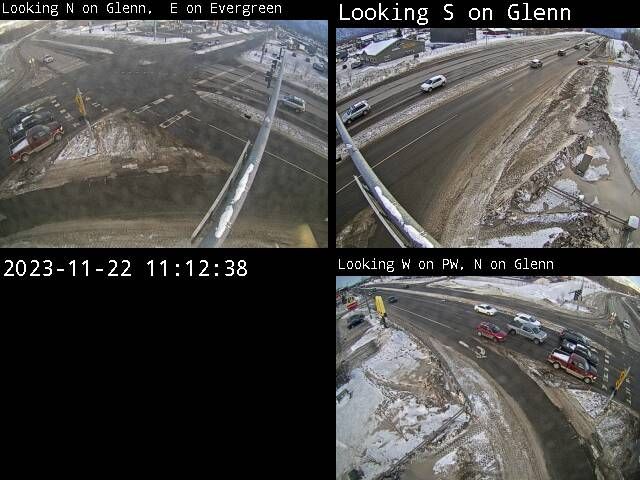 Looking N on Glenn,  E on Evergreen
Looking S on Glenn
2023-11-22 11:12:38
Looking W on PW, N on Glenn